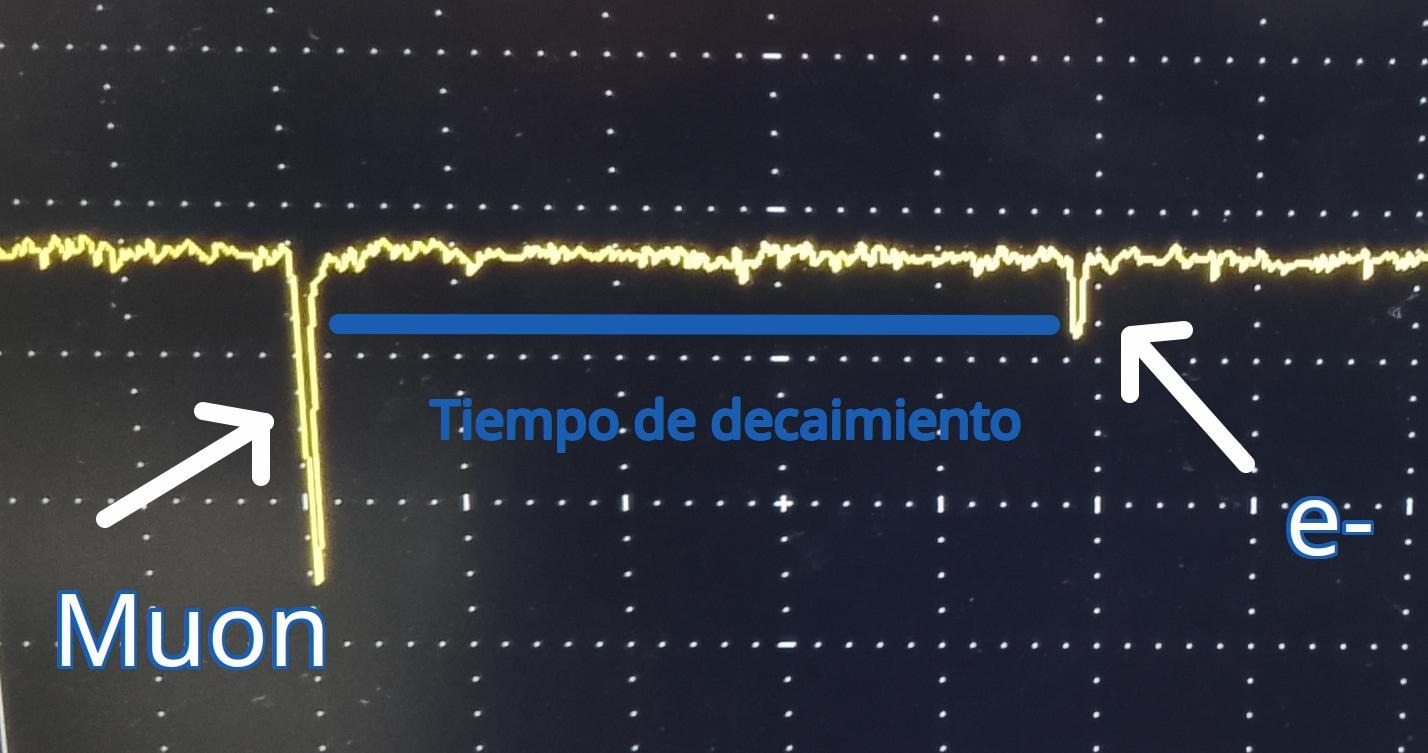 Tiempo de decaimiento
Muon
e-